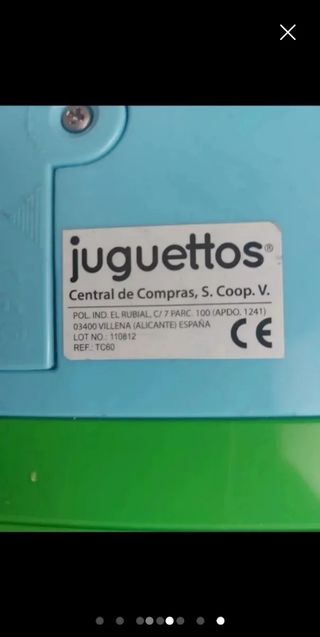 juguettos®
Central de Compras, S. Coop. V.
POL. IND. EL RUBIAL, C/ 7 PARC. 100 (APDO. 1241)
03400 VILLENA (ALICANTE) ESPAÑA
LOT NO.: 110812
REF.: TC60
CE